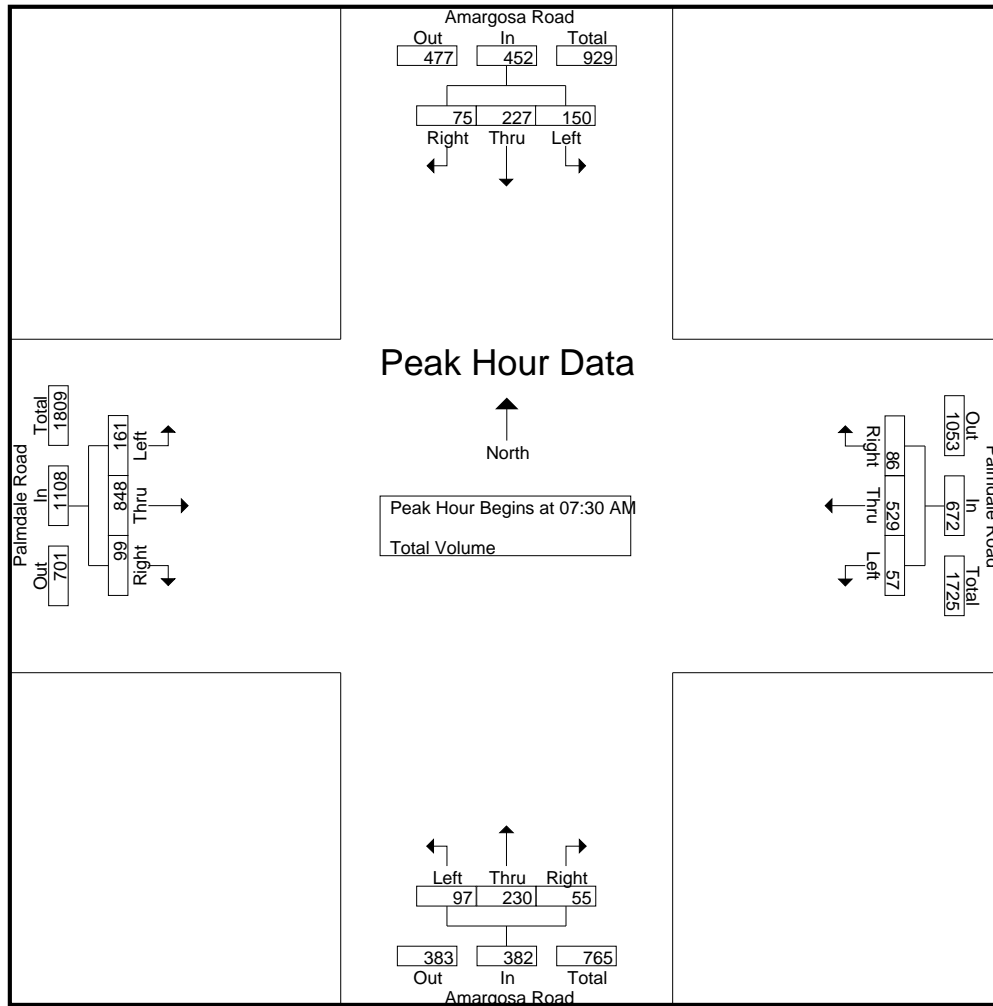 Amargosa Road
Out In Total
477 452 929
75 227 150
Right Thru Left
Peak Hour Data
North
Peak Hour Begins at 07:30 AM
Total Volume
Palmdale Road
Out In Total
701 1108 1809
99 848 161
Right Thru Left
Palmdale Road
Out In Total
1053 672 1725
86 529 57
Right Thru Left
Left Thru Right
97 230 55
383 382 765
Out In Total
Amargosa Road